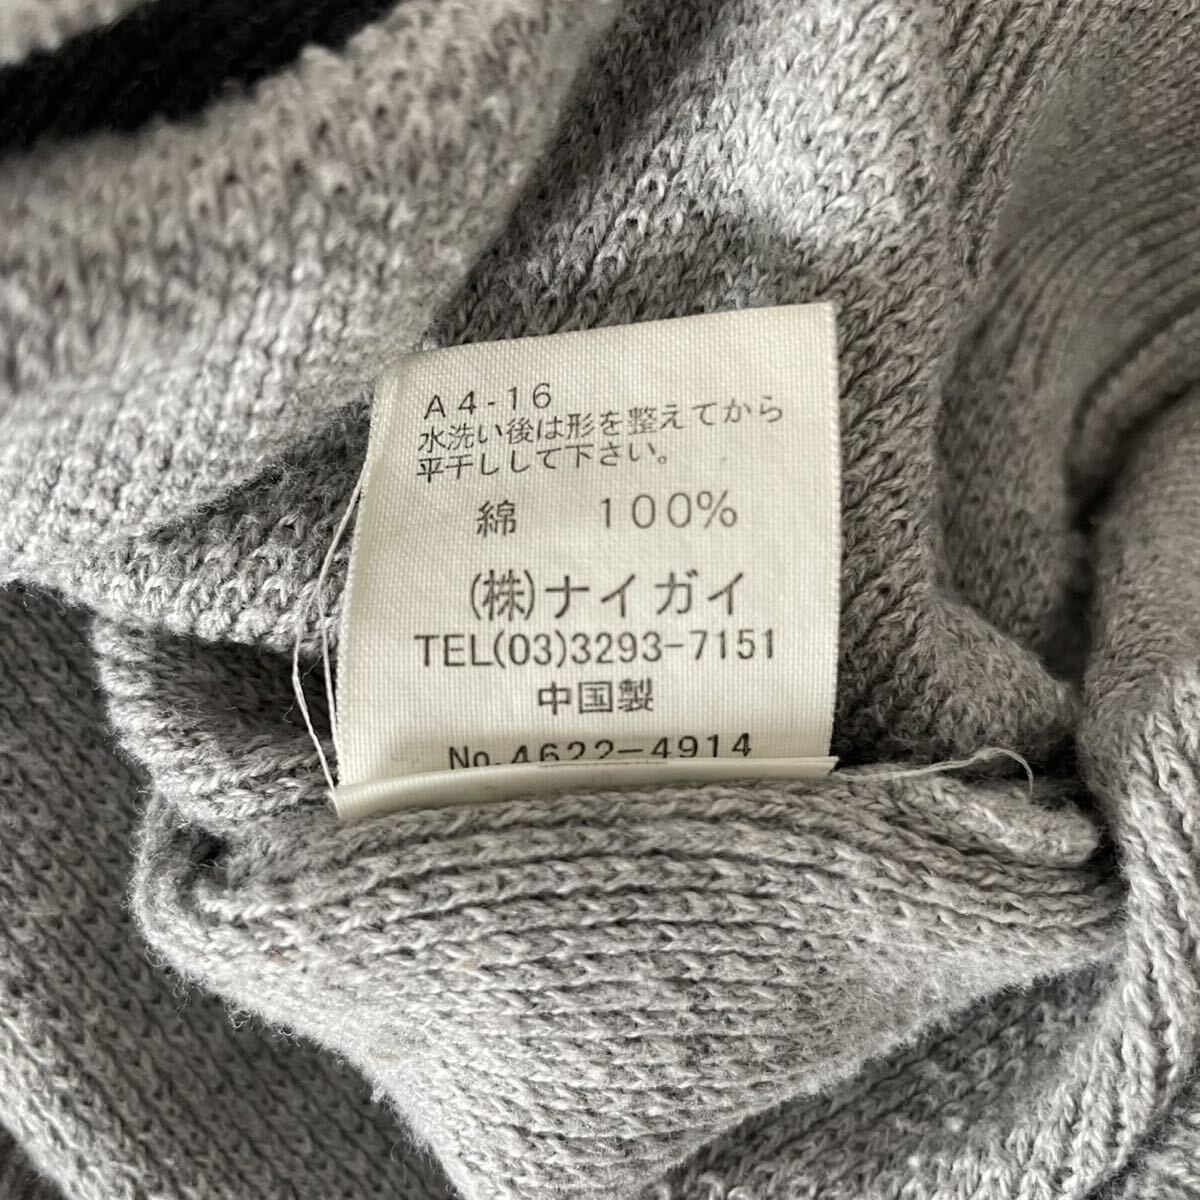 A4-16
水洗い後は形を整えてから
平干しして下さい。
綿 100%
(株)ナイガイ
TEL(03)3293-7151
中国製
No.4622-4914